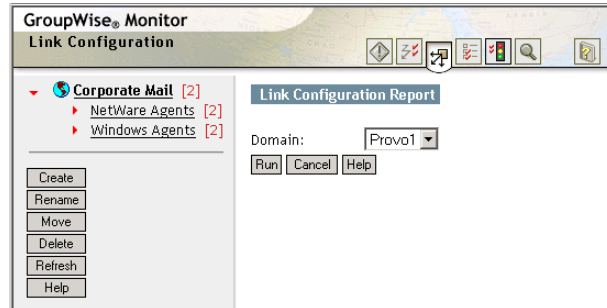 GroupWise® Monitor
Link Configuration
Corporate Mail [2]
NetWare Agents [2]
Windows Agents [2]
Create
Rename
Move
Delete
Refresh
Help
Link Configuration Report
Domain: Provo1
Run Cancel Help